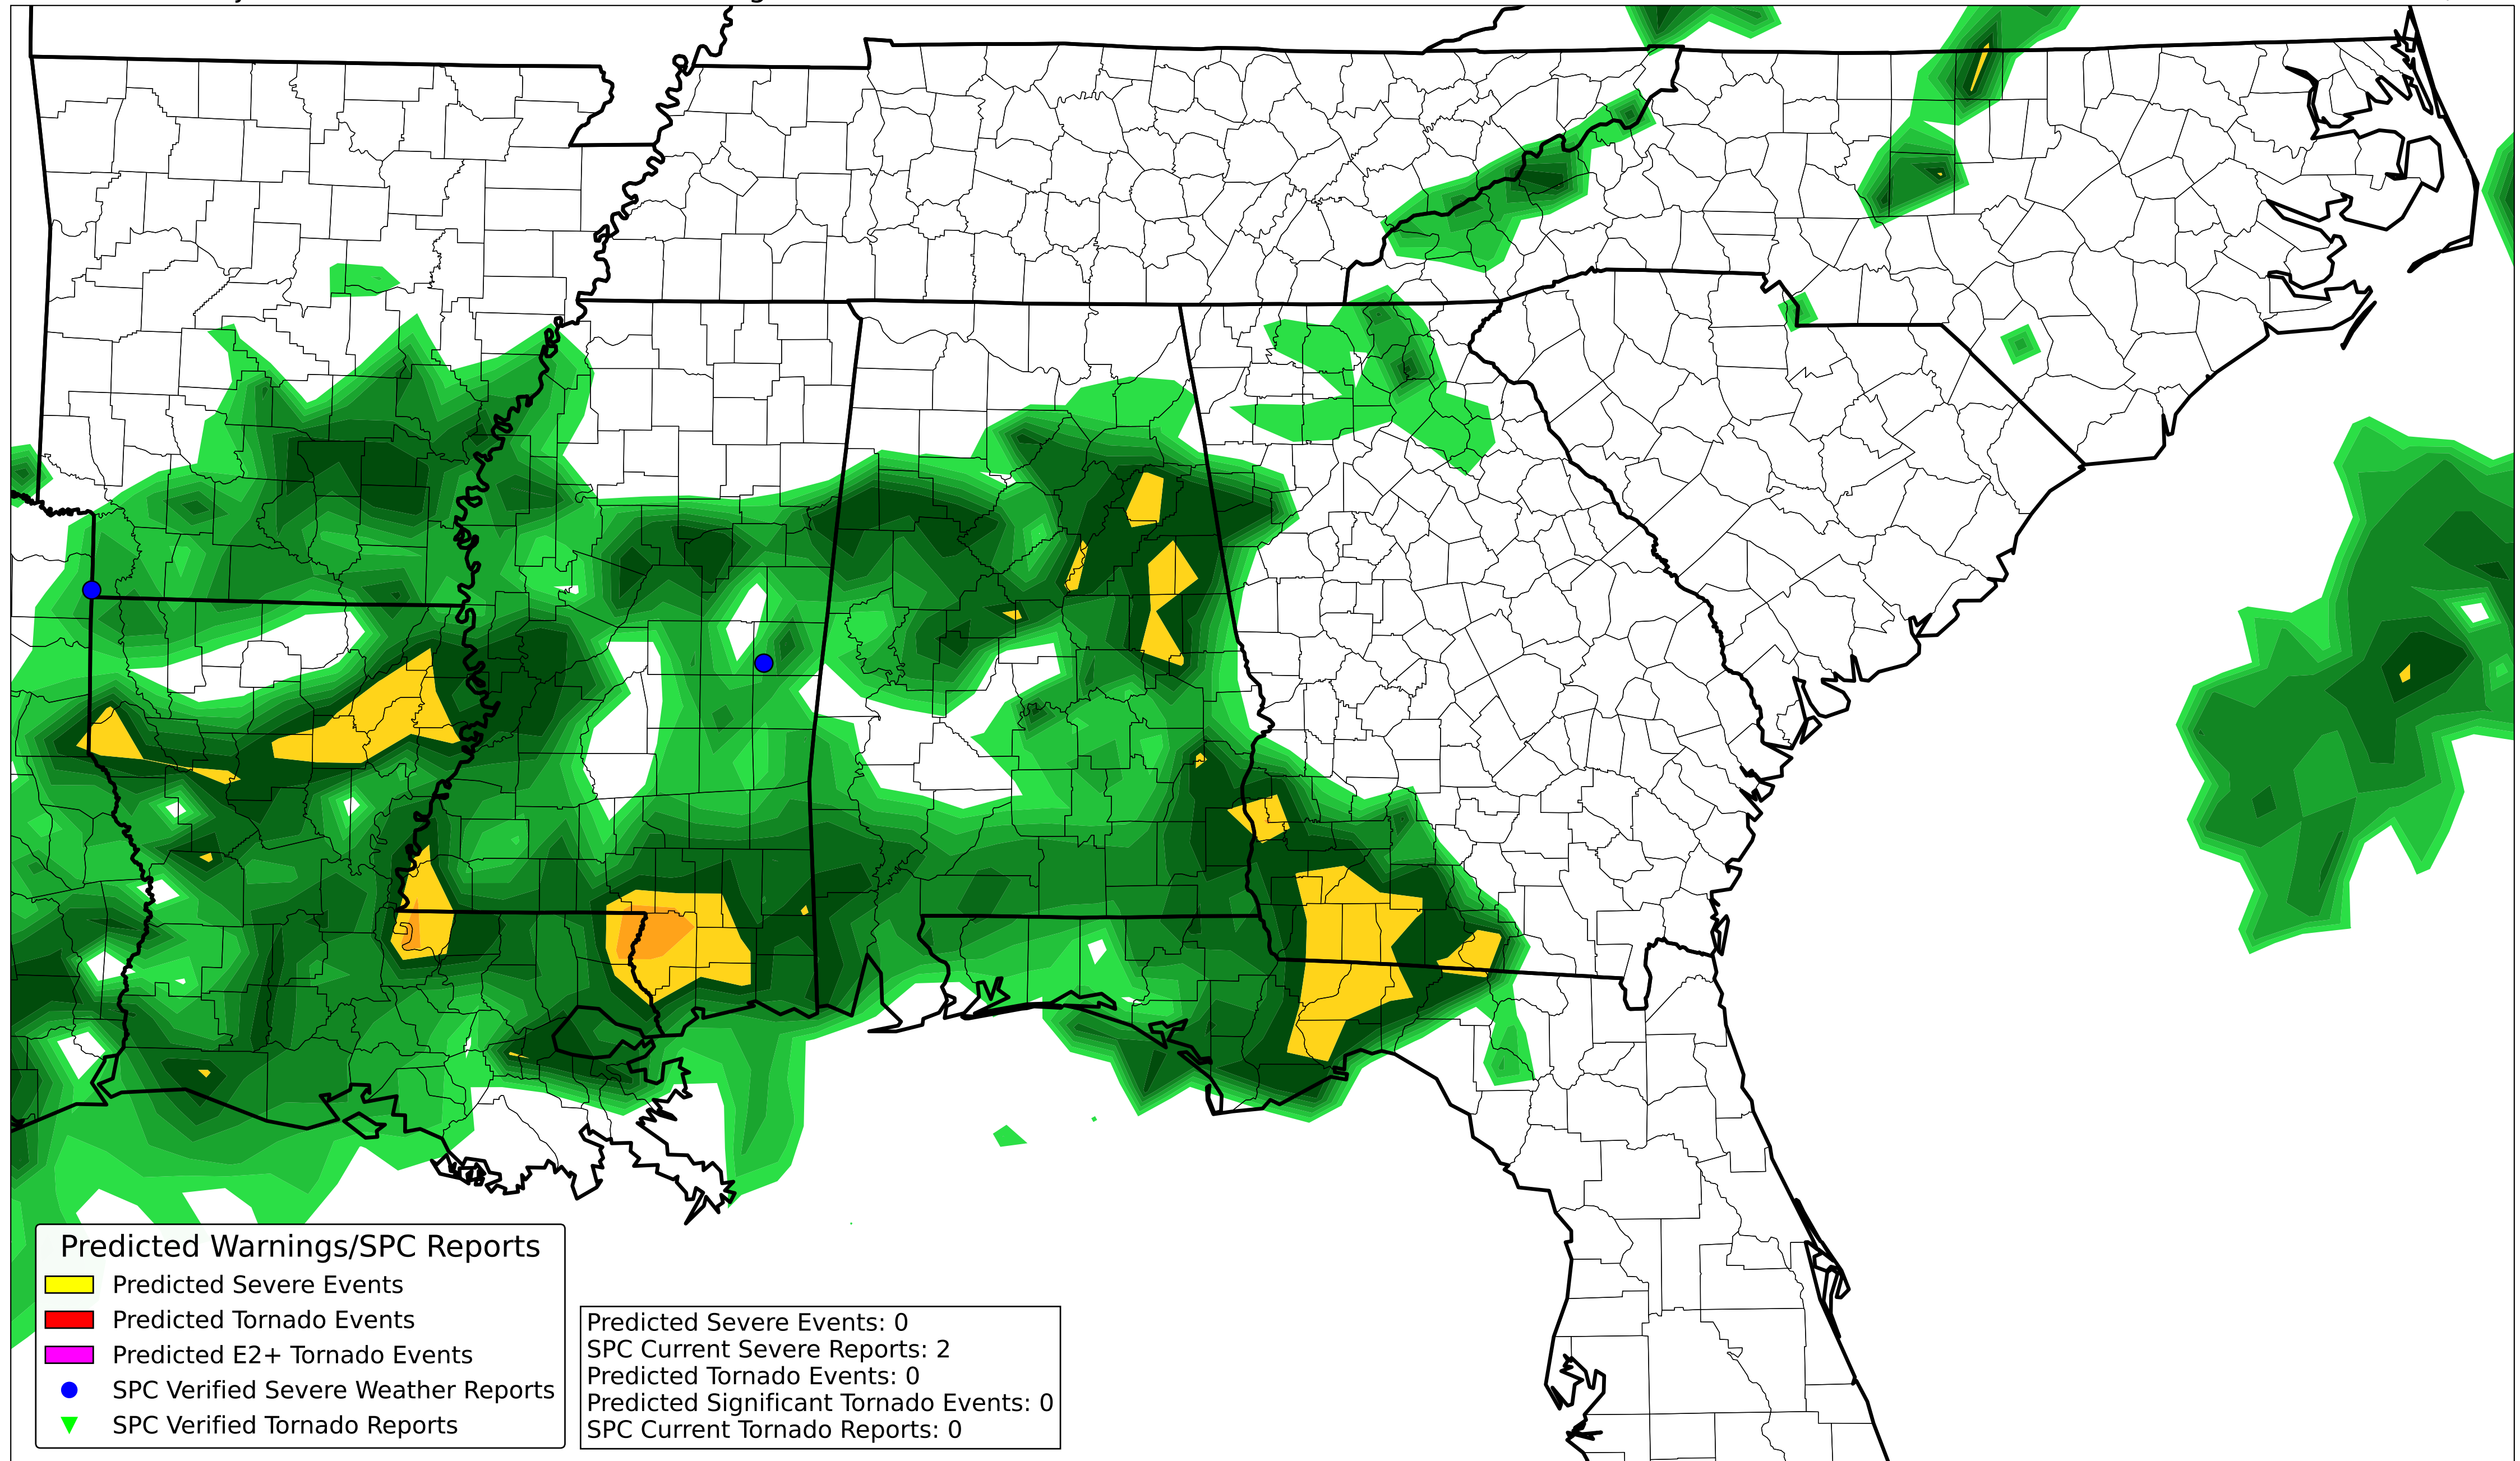 Predicted Warnings/SPC Reports
Predicted Severe Events
Predicted Tornado Events
Predicted E2+ Tornado Events
SPC Verified Severe Weather Reports
SPC Verified Tornado Reports
Predicted Severe Events: 0
SPC Current Severe Reports: 2
Predicted Tornado Events: 0
Predicted Significant Tornado Events: 0
SPC Current Tornado Reports: 0